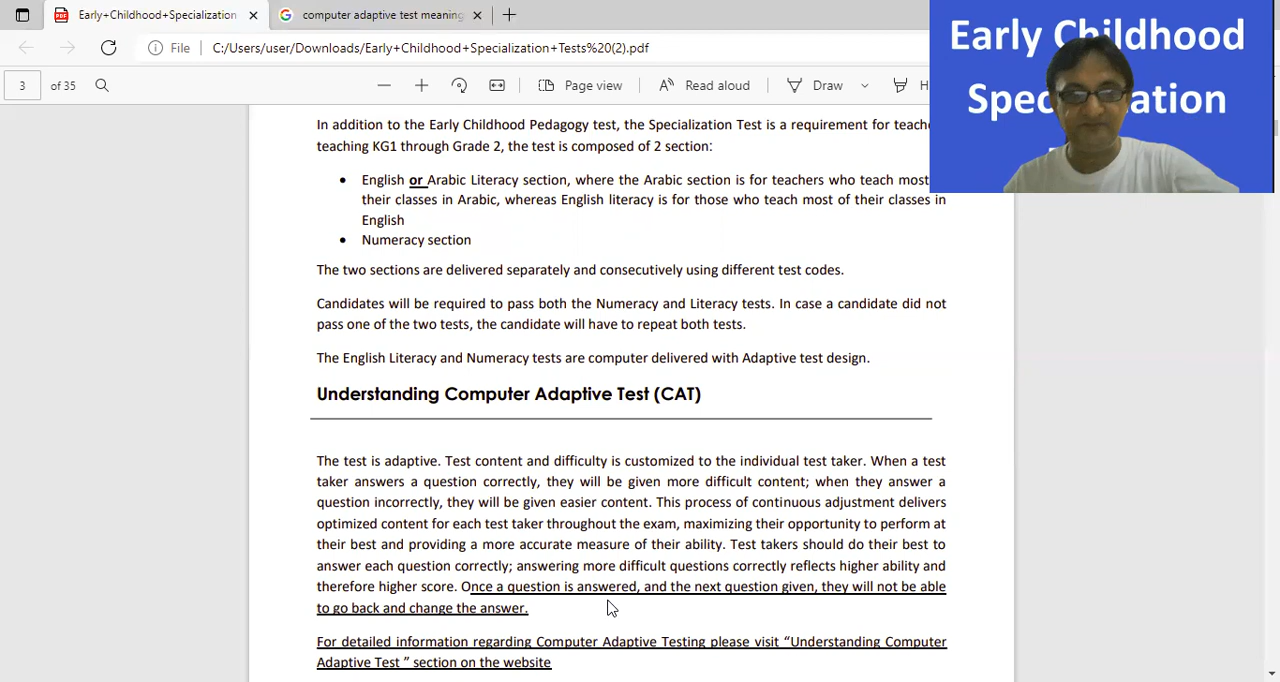 Early+Childhood+Specialization
computer adaptive test meaning
File
C:/Users/user/Downloads/Early+Childhood+Specialization+Tests%20(2).pdf
3 of 35
Page view
Read aloud
Draw
H
Early Childhood
Spec ation
In addition to the Early Childhood Pedagogy test, the Specialization Test is a requirement for teache
teaching KG1 through Grade 2, the test is composed of 2 section:
• English or Arabic Literacy section, where the Arabic section is for teachers who teach most
their classes in Arabic, whereas English literacy is for those who teach most of their classes in
English
• Numeracy section
The two sections are delivered separately and consecutively using different test codes.
Candidates will be required to pass both the Numeracy and Literacy tests. In case a candidate did not
pass one of the two tests, the candidate will have to repeat both tests.
The English Literacy and Numeracy tests are computer delivered with Adaptive test design.
Understanding Computer Adaptive Test (CAT)
The test is adaptive. Test content and difficulty is customized to the individual test taker. When a test
taker answers a question correctly, they will be given more difficult content; when they answer a
question incorrectly, they will be given easier content. This process of continuous adjustment delivers
optimized content for each test taker throughout the exam, maximizing their opportunity to perform at
their best and providing a more accurate measure of their ability. Test takers should do their best to
answer each question correctly; answering more difficult questions correctly reflects higher ability and
therefore higher score. Once a question is answered, and the next question given, they will not be able
to go back and change the answer.
For detailed information regarding Computer Adaptive Testing please visit “Understanding Computer
Adaptive Test ” section on the website